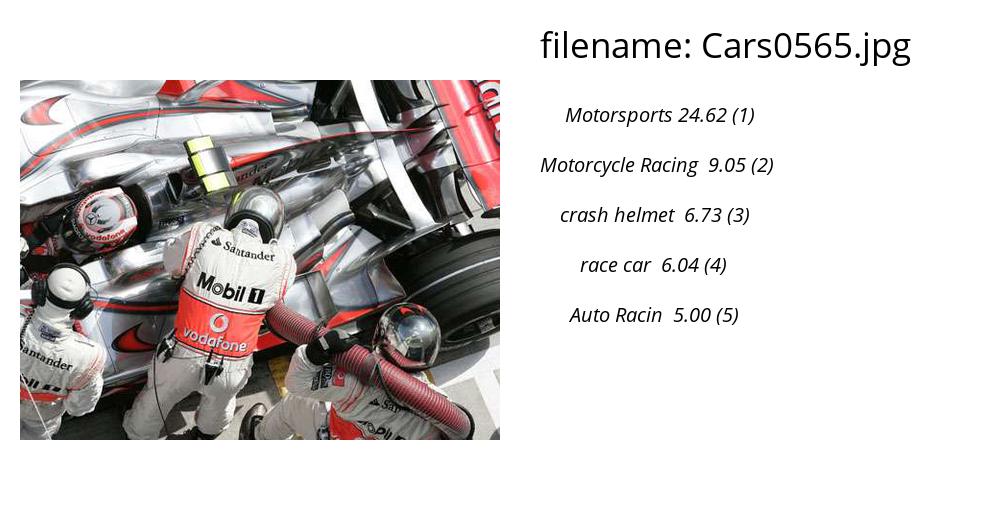 filename: Cars0565.jpg
Motorsports 24.62 (1)
Motorcycle Racing 9.05 (2)
crash helmet 6.73 (3)
race car 6.04 (4)
Auto Racin 5.00 (5)
Santander
Mobil 1
vodafone
vodafone
Santander